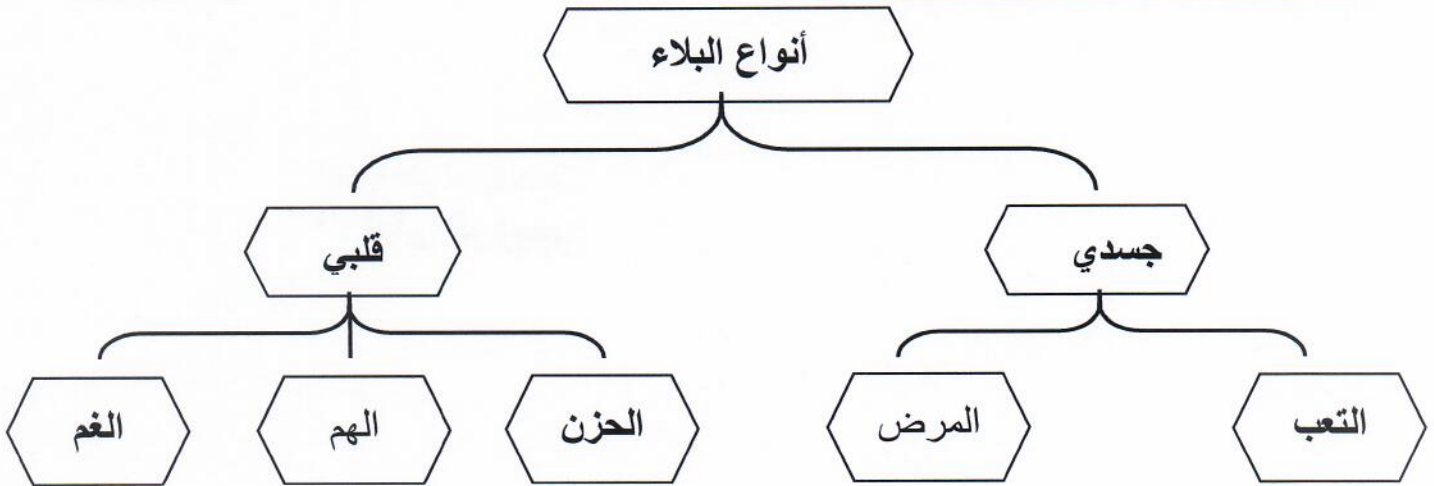 أنواع البلاء
جسدي
قلبي
التعب
المرض
الحزن
الهم
الغم